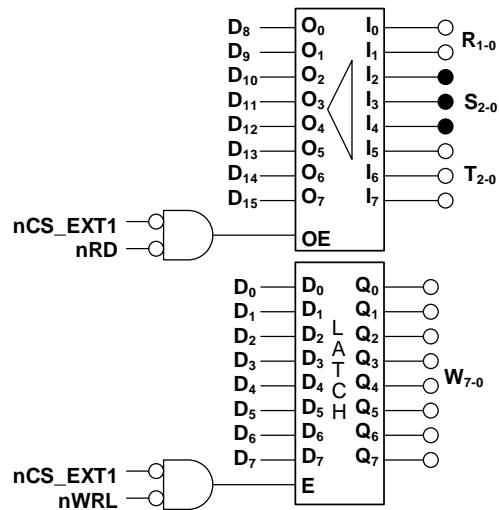 D₈ O₀ I₀
D₉ O₁ I₁ R₁₋₀
D₁₀ O₂ I₂
D₁₁ O₃ I₃ S₂₋₀
D₁₂ O₄ I₄
D₁₃ O₅ I₅
D₁₄ O₆ I₆ T₂₋₀
D₁₅ O₇ I₇
nCS_EXT1
nRD OE
D₀ D₀ Q₀
D₁ D₁ Q₁
D₂ D₂ Q₂
D₃ D₃ Q₃
D₄ D₄ Q₄ W₇₋₀
D₅ D₅ Q₅
D₆ D₆ Q₆
D₇ D₇ Q₇
LATCH
nCS_EXT1
nWRL E